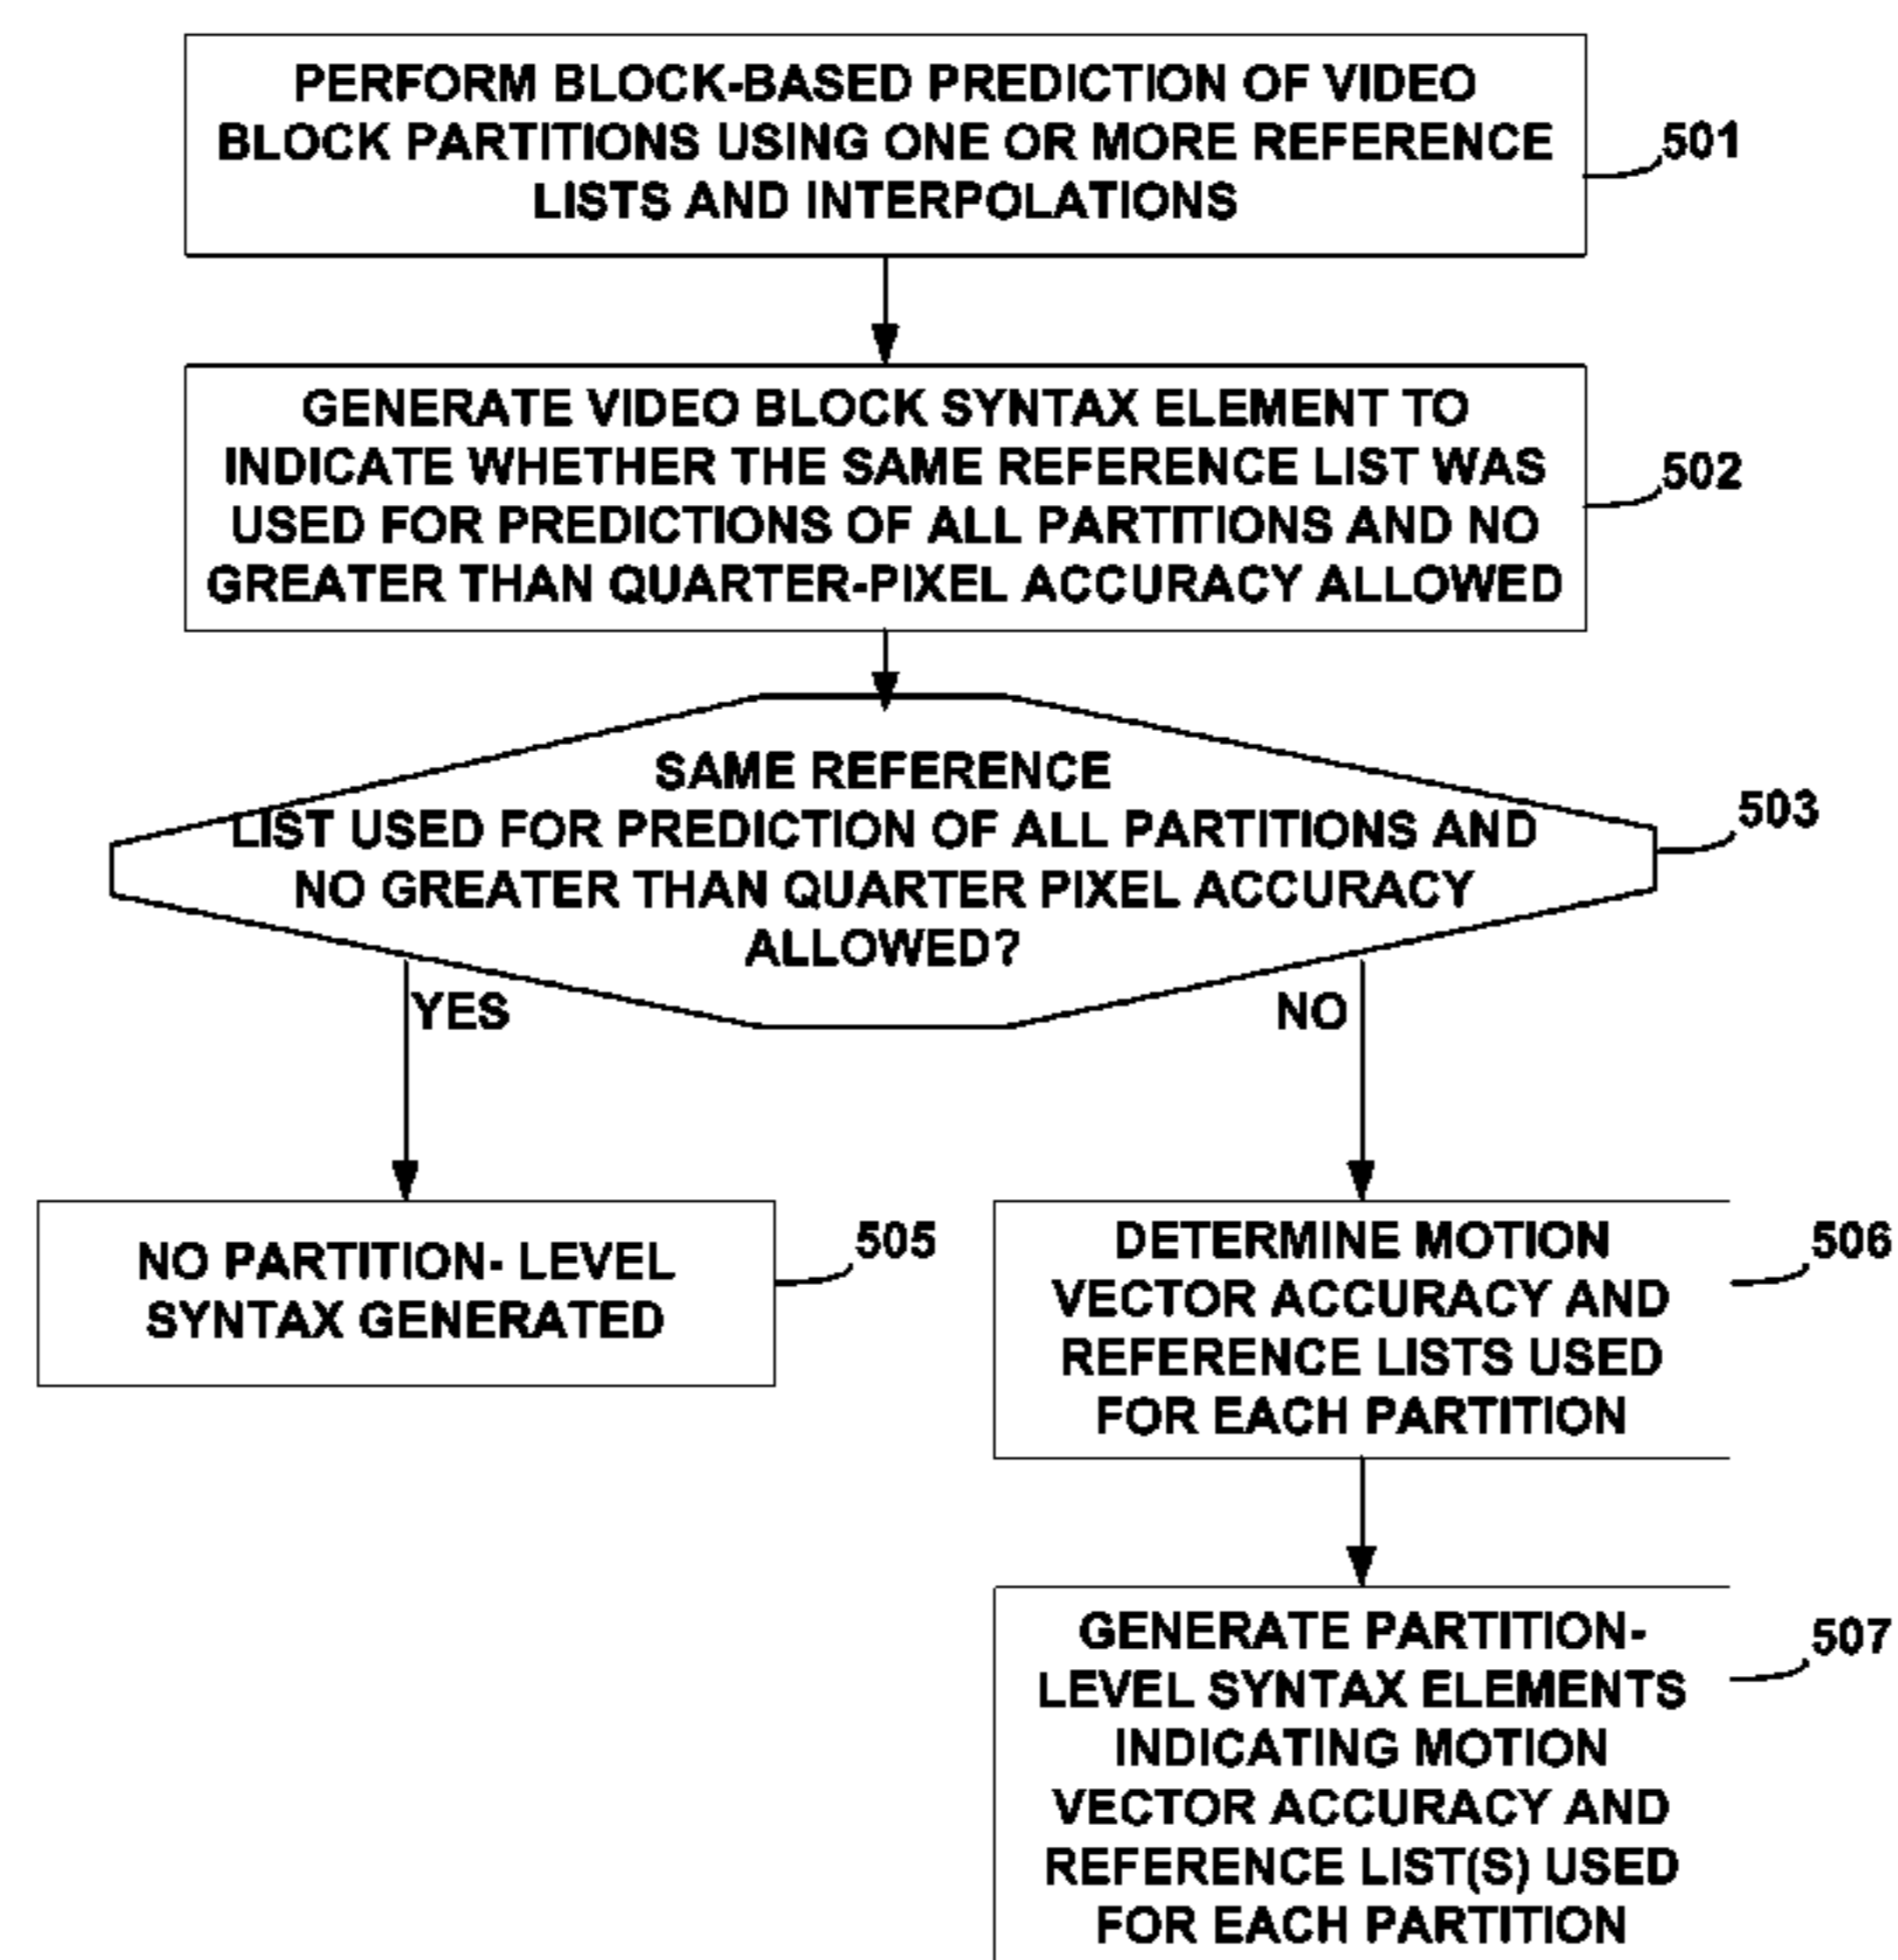 PERFORM BLOCK-BASED PREDICTION OF VIDEO
BLOCK PARTITIONS USING ONE OR MORE REFERENCE
LISTS AND INTERPOLATIONS
501
GENERATE VIDEO BLOCK SYNTAX ELEMENT TO
INDICATE WHETHER THE SAME REFERENCE LIST WAS
USED FOR PREDICTIONS OF ALL PARTITIONS AND NO
GREATER THAN QUARTER-PIXEL ACCURACY ALLOWED
502
SAME REFERENCE
LIST USED FOR PREDICTION OF ALL PARTITIONS AND
NO GREATER THAN QUARTER PIXEL ACCURACY
ALLOWED?
503
YES
NO
NO PARTITION- LEVEL
SYNTAX GENERATED
505
DETERMINE MOTION
VECTOR ACCURACY AND
REFERENCE LISTS USED
FOR EACH PARTITION
506
GENERATE PARTITION-
LEVEL SYNTAX ELEMENTS
INDICATING MOTION
VECTOR ACCURACY AND
REFERENCE LIST(S) USED
FOR EACH PARTITION
507